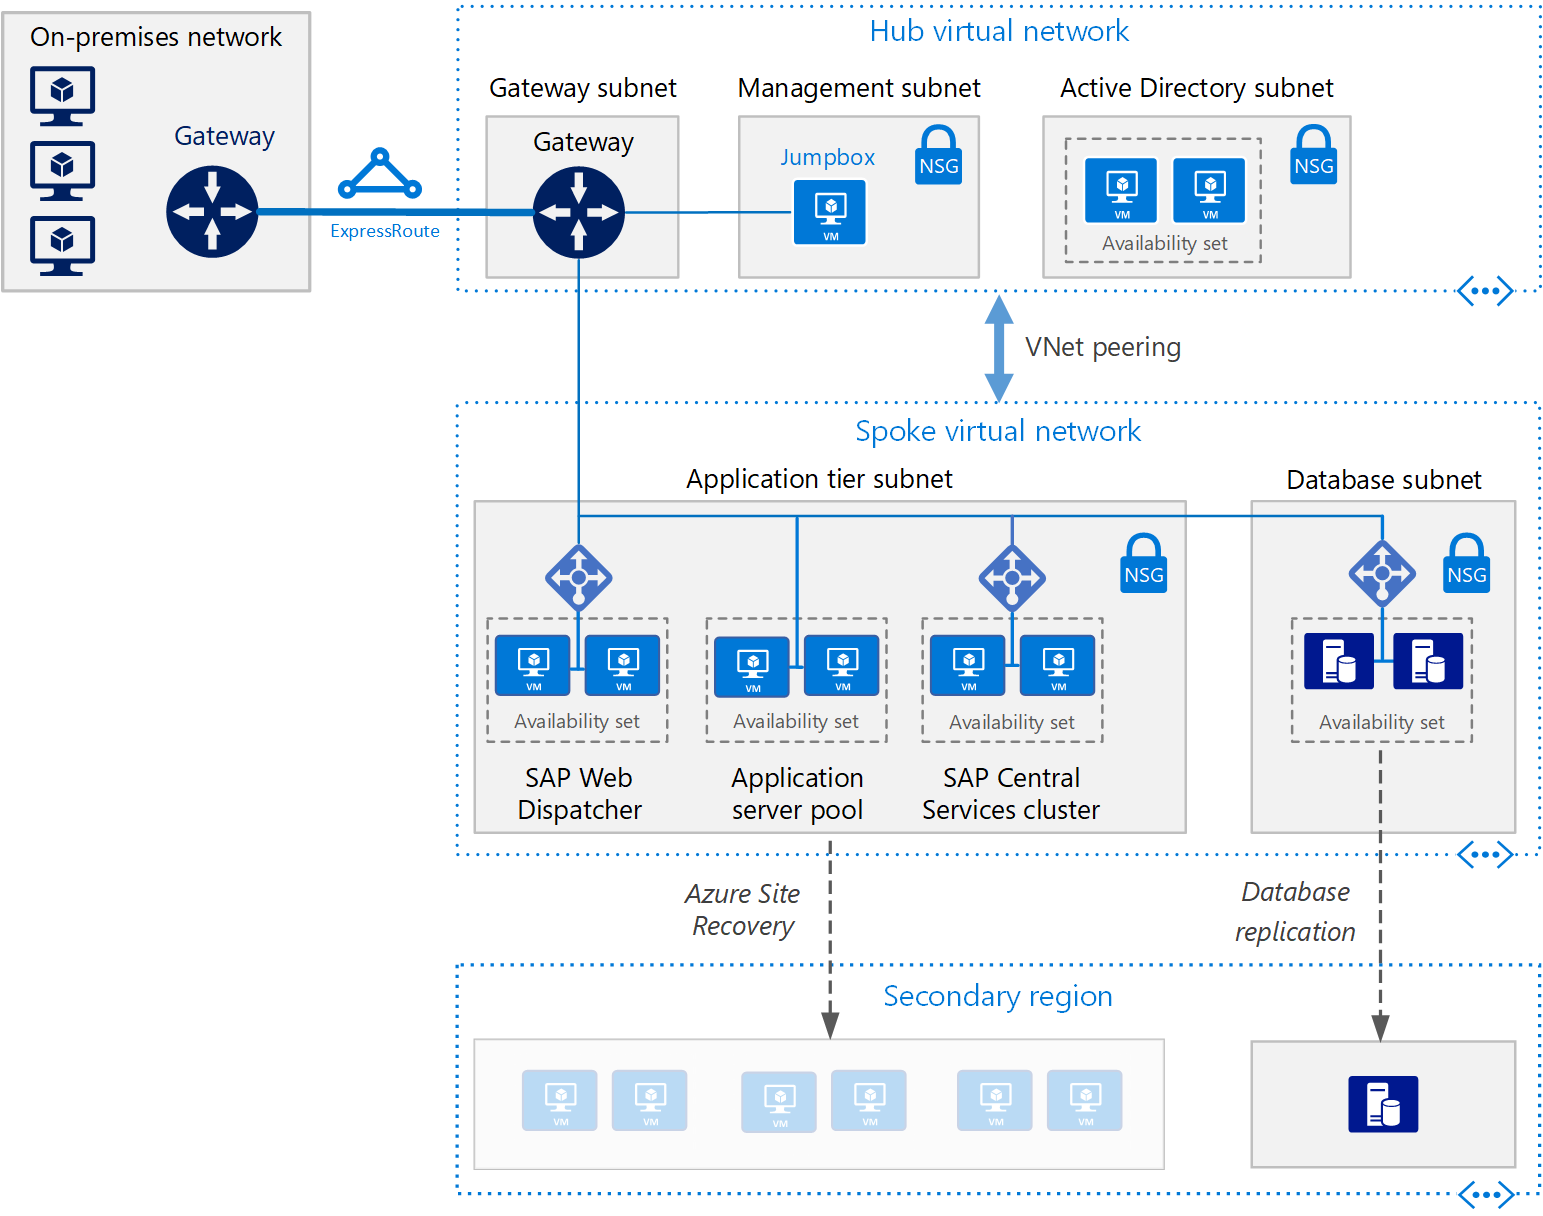 On-premises network
Gateway
ExpressRoute
Hub virtual network
Gateway subnet
Gateway
Management subnet
Jumpbox
NSG
VM
Active Directory subnet
NSG
VM
VM
Availability set
VNet peering
Spoke virtual network
Application tier subnet
NSG
VM
VM
Availability set
SAP Web
Dispatcher
VM
VM
Availability set
Application
server pool
VM
VM
Availability set
SAP Central
Services cluster
Database subnet
NSG
Availability set
Azure Site
Recovery
Database
replication
Secondary region
VM
VM
VM
VM
VM
VM